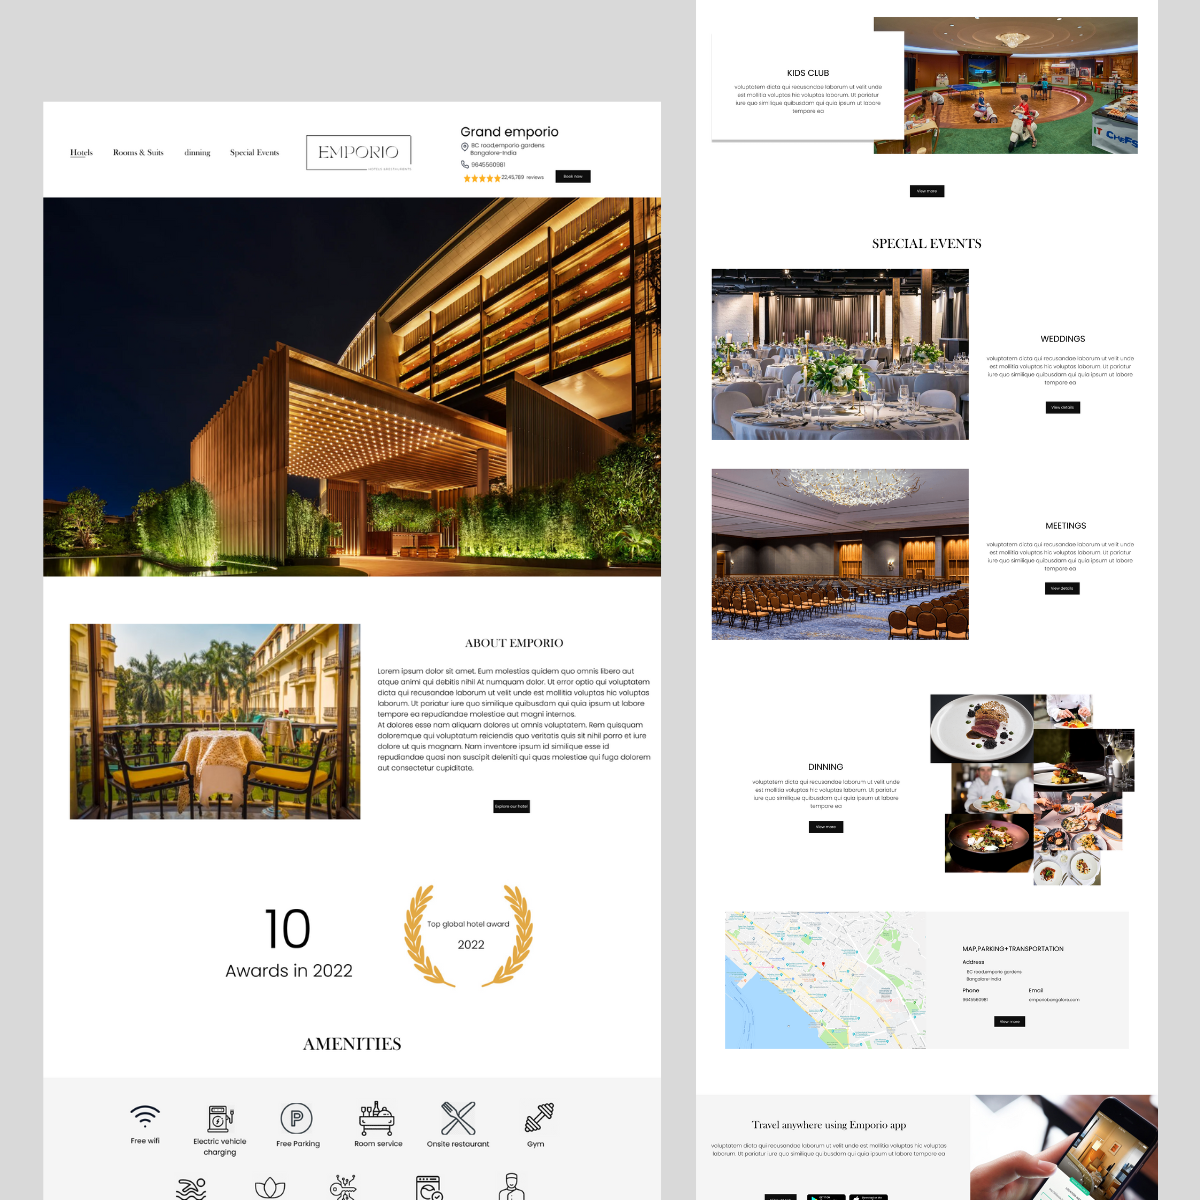 Hotels
Rooms & Suits
dinning
Special Events
EMPORIO
Grand emporio
BC road,emporio gardens
Bangalore-India
9645560981
22,45,789 reviews
Book now
ABOUT EMPORIO
Lorem ipsum dolor sit amet. Eum molestias quidem quo omnis libero aut
atque animi qui debitis nihil At numquam dolor. Ut error optio qui voluptatem
dicta qui recusandae laborum ut velit unde est mollitia voluptas hic voluptas
laborum. Ut pariatur iure quo similique quibusdam qui quia ipsum ut labore
tempore ea repudiandae molestiae aut magni internos.
At dolores esse nam aliquam dolores ut omnis voluptatem. Rem quisquam
doloremque qui voluptatum reiciendis quo veritatis quis sit nihil porro et iure
dolore ut quis magnam. Nam inventore ipsum id similique esse id
repudiandae quasi non suscipit deleniti qui quas molestiae qui fuga dolorem
aut consectetur cupiditate.
Explore our hotel
10
Awards in 2022
Top global hotel award
2022
AMENITIES
Free wifi
Electric vehicle
charging
Free Parking
Room service
Onsite restaurant
Gym
KIDS CLUB
voluptatem dicta qui recusandae laborum ut velit unde
est mollitia voluptas hic voluptas laborum. Ut pariatur
iure quo sim ilique quibusdam qui quia ipsum ut labore
tempore ea
IT CHEFS
View more
SPECIAL EVENTS
WEDDINGS
voluptatem dicta qui recusandae laborum ut ve it unde
est mollitia voluptas hic voluptas laborum. Ut pariatur
iure quo similique quibusdam qui quia ipsum ut labore
tempore ea
View details
MEETINGS
voluptatem dicta qui recusandae laborum ut ve it unde
est mollitia voluptas hic voluptas laborum. Ut pariatur
iure quo similique quibusdam qui quia ipsum ut labore
tempore ea
View details
DINNING
voluptatem dicta qui recusandae laborum ut velit unde
est mollitia voluptas hic voluptas laborum. Ut pariatur
iure quo similique quibusdam qui quia ipsum ut labore
tempore ea
View more
MAP,PARKING+TRANSPORTATION
Address
BC road,emporio gardens
Bangalore-India
Phone
Email
9645560981
View more
Travel anywhere using Emporio app
voluptatem dicta qui recusandae laborum ut velit unde est mollitia voluptas hic voluptas
laborum. Ut pariatur iure quo similique qu busdam qui quia ipsum ut labore tempore ea